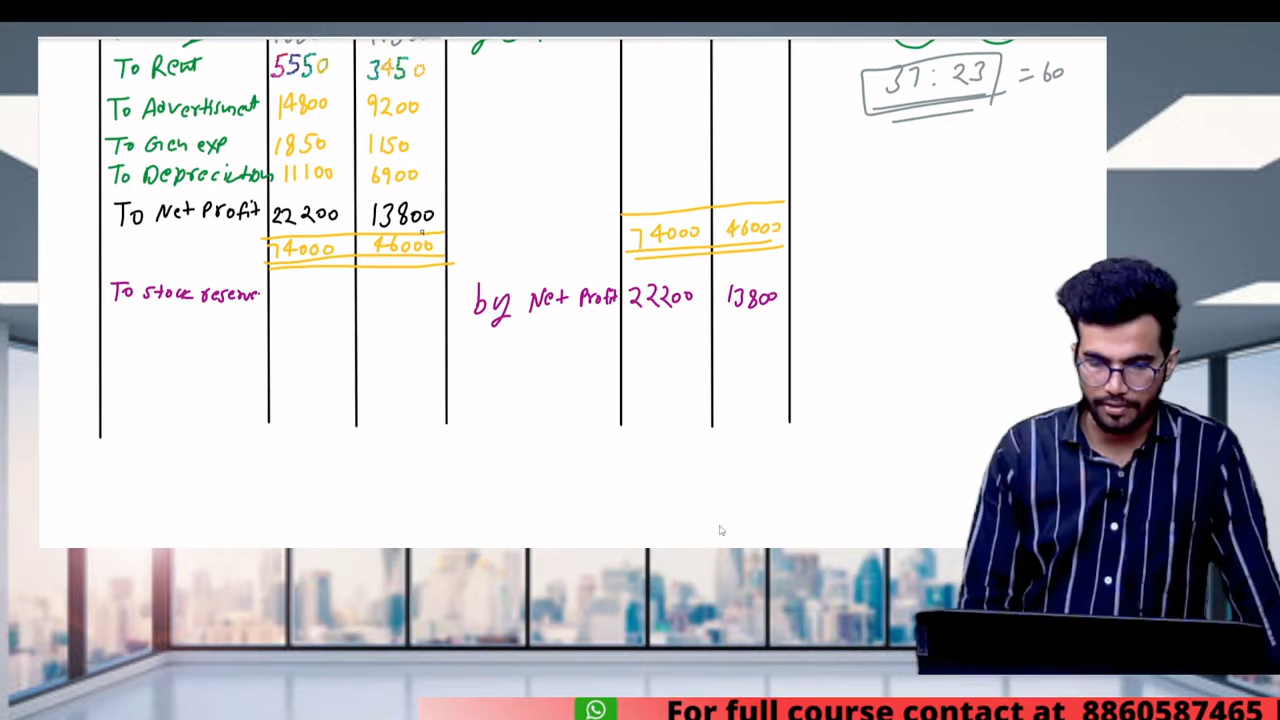 To Rent 5550 3450
37 : 23 = 60
To Advertisment 14800 9200
To Gen exp 1850 1150
To Depreciation 11100 6900
To Net Profit 22200 13800
74000 46000 74000 46000
To stock reserve by Net Profit 22200 13800
For full course contact at 8860587465